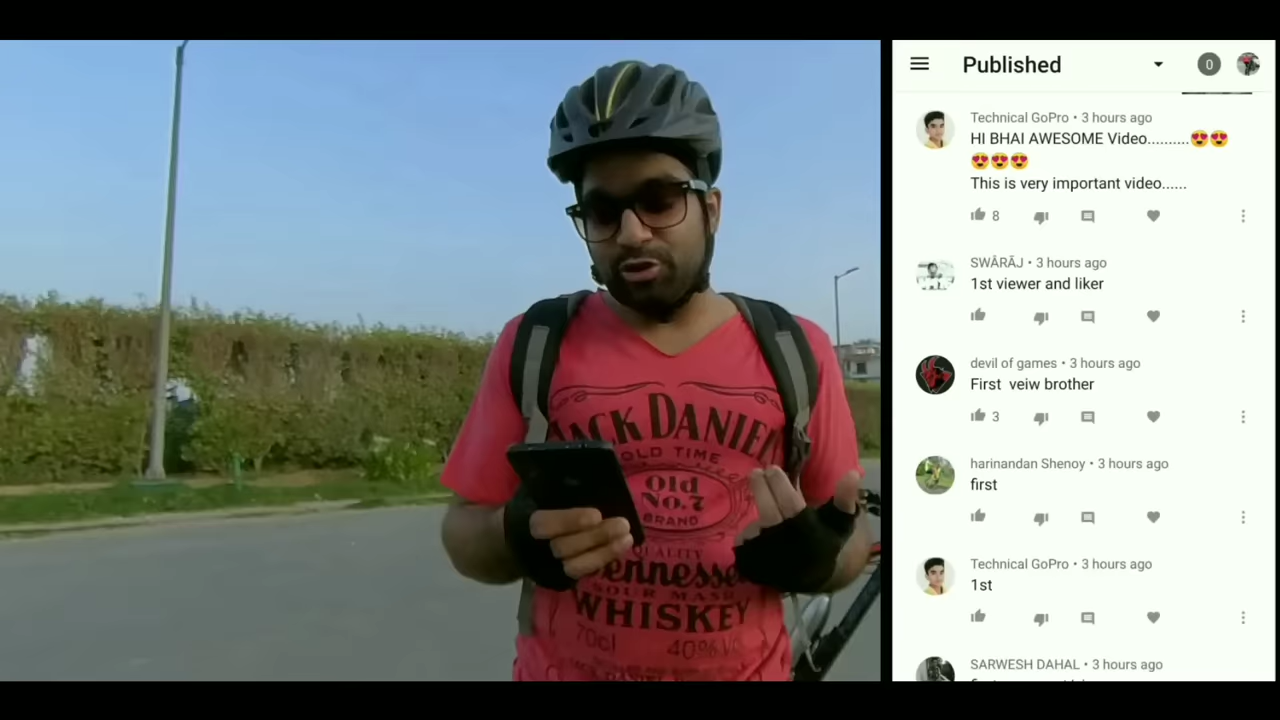 JACK DANIEL
OLD TIME
Old
No.7
BRAND
QUALITY
ennessee
SOUR MASH
WHISKEY
70cl 40%
Published
0
Technical GoPro • 3 hours ago
HI BHAI AWESOME Video..........😍😍
😍😍😍
This is very important video......
8
SWÅRĀJ • 3 hours ago
1st viewer and liker
devil of games • 3 hours ago
First veiw brother
3
harinandan Shenoy • 3 hours ago
first
Technical GoPro • 3 hours ago
1st
SARWESH DAHAL • 3 hours ago